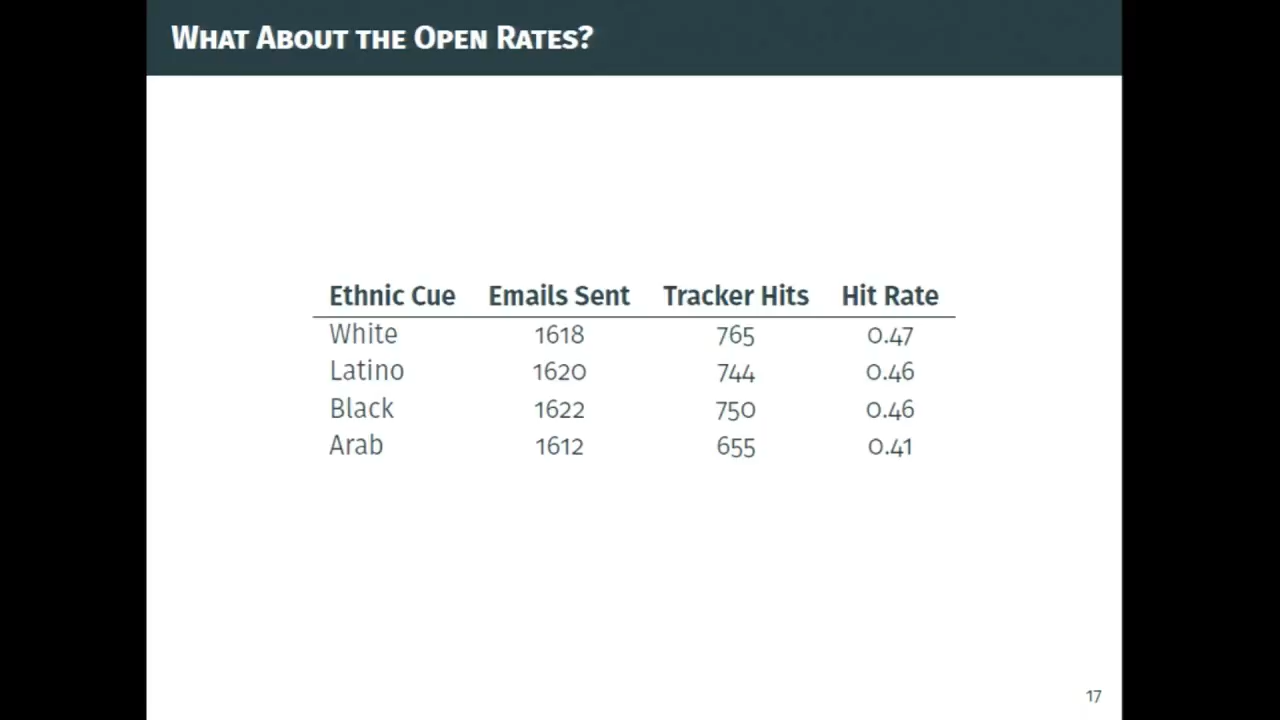 What About the Open Rates?
Ethnic Cue Emails Sent Tracker Hits Hit Rate
White 1618 765 0.47
Latino 1620 744 0.46
Black 1622 750 0.46
Arab 1612 655 0.41
17